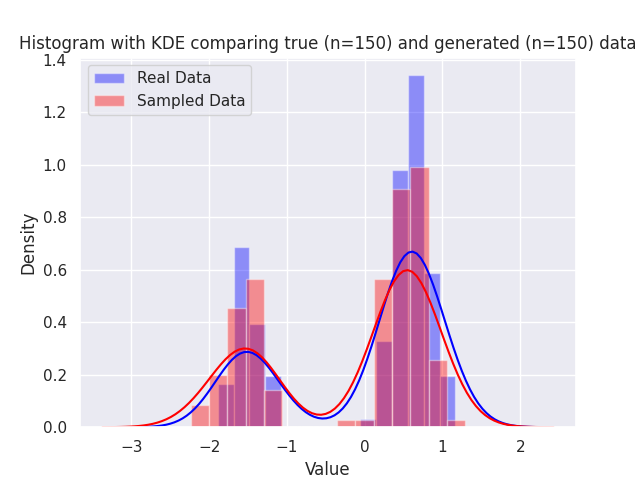 Histogram with KDE comparing true (n=150) and generated (n=150) data
Real Data
Sampled Data
1.4
1.2
1.0
0.8
0.6
0.4
0.2
0.0
Density
−3 −2 −1 0 1 2
Value